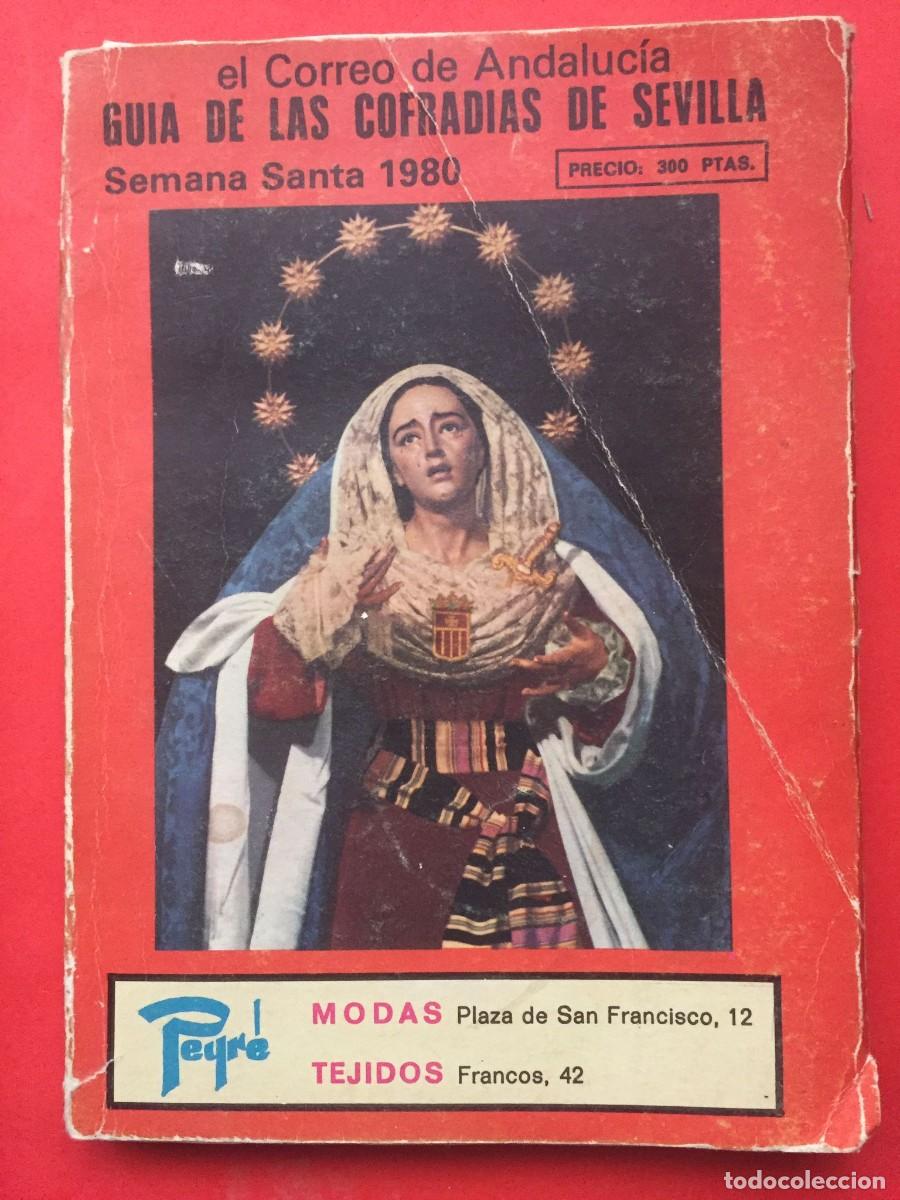 el Correo de Andalucía
GUIA DE LAS COFRADIAS DE SEVILLA
Semana Santa 1980
PRECIO: 300 PTAS.
Peyré
MODAS Plaza de San Francisco, 12
TEJIDOS Francos, 42
todocoleccion